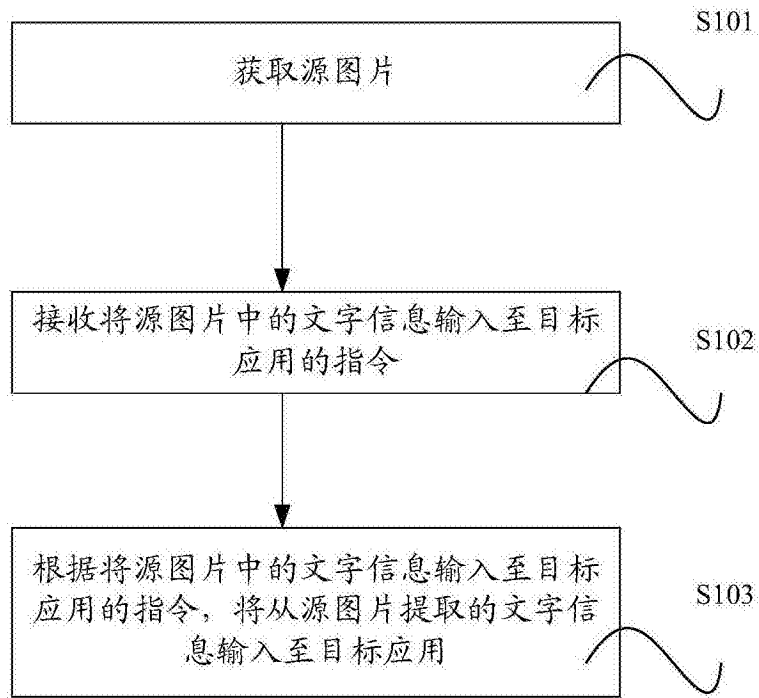 S101
获取源图片
接收将源图片中的文字信息输入至目标
应用的指令
S102
根据将源图片中的文字信息输入至目标
应用的指令，将从源图片提取的文字信
息输入至目标应用
S103